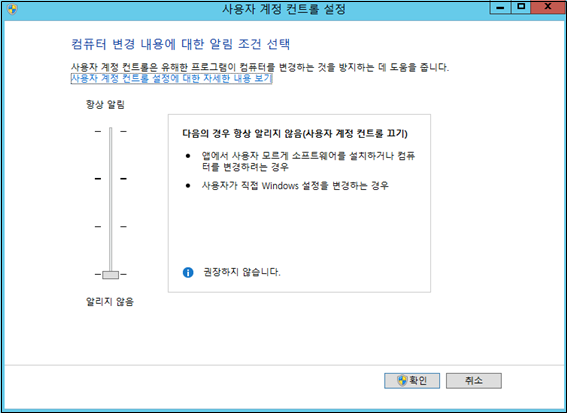 사용자 계정 컨트롤 설정
컴퓨터 변경 내용에 대한 알림 조건 선택
사용자 계정 컨트롤은 유해한 프로그램이 컴퓨터를 변경하는 것을 방지하는 데 도움을 줍니다.
사용자 계정 컨트롤 설정에 대한 자세한 내용 보기
항상 알림
다음의 경우 항상 알리지 않음(사용자 계정 컨트롤 끄기)
● 앱에서 사용자 모르게 소프트웨어를 설치하거나 컴퓨
터를 변경하려는 경우
● 사용자가 직접 Windows 설정을 변경하는 경우
권장하지 않습니다.
알리지 않음
확인
취소